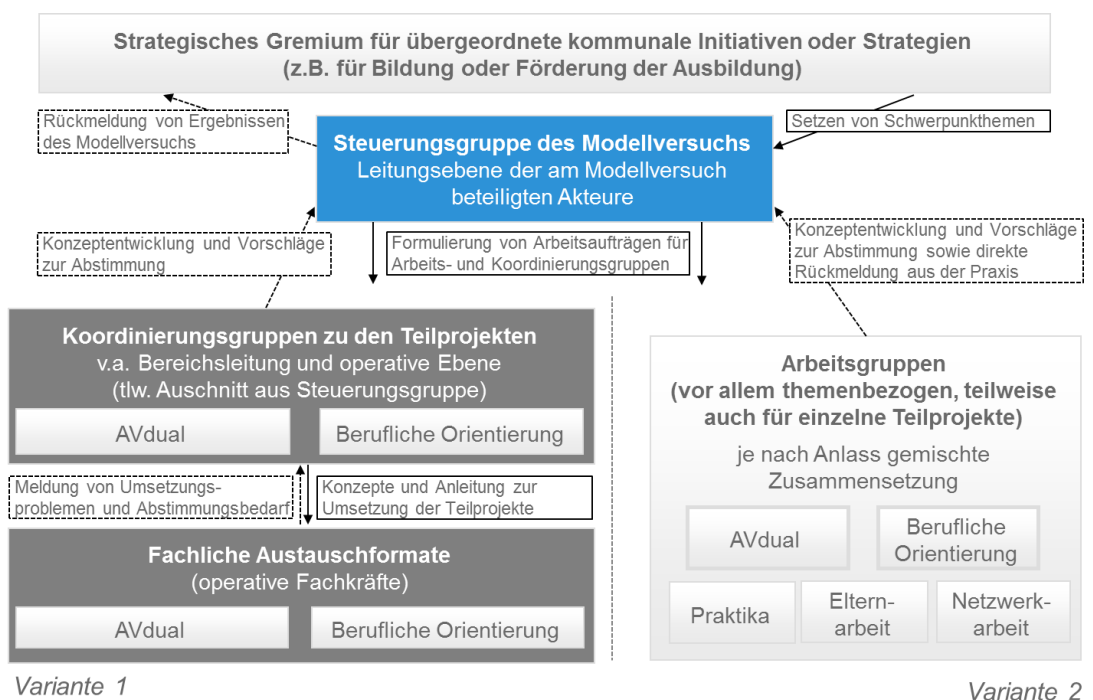 Strategisches Gremium für übergeordnete kommunale Initiativen oder Strategien
(z.B. für Bildung oder Förderung der Ausbildung)
Rückmeldung von Ergebnissen
des Modellversuchs
Setzen von Schwerpunkthemen
Steuerungsgruppe des Modellversuchs
Leitungsebene der am Modellversuch
beteiligten Akteure
Konzeptentwicklung und Vorschläge
zur Abstimmung
Formulierung von Arbeitsaufträgen für
Arbeits- und Koordinierungsgruppen
Konzeptentwicklung und Vorschläge
zur Abstimmung sowie direkte
Rückmeldung aus der Praxis
Koordinierungsgruppen zu den Teilprojekten
v.a. Bereichsleitung und operative Ebene
(tlw. Auschnitt aus Steuerungsgruppe)
AVdual
Berufliche Orientierung
Meldung von Umsetzungs-
problemen und Abstimmungsbedarf
Konzepte und Anleitung zur
Umsetzung der Teilprojekte
Fachliche Austauschformate
(operative Fachkräfte)
AVdual
Berufliche Orientierung
Variante 1
Arbeitsgruppen
(vor allem themenbezogen, teilweise
auch für einzelne Teilprojekte)
je nach Anlass gemischte
Zusammensetzung
AVdual
Berufliche
Orientierung
Praktika
Eltern-
arbeit
Netzwerk-
arbeit
Variante 2